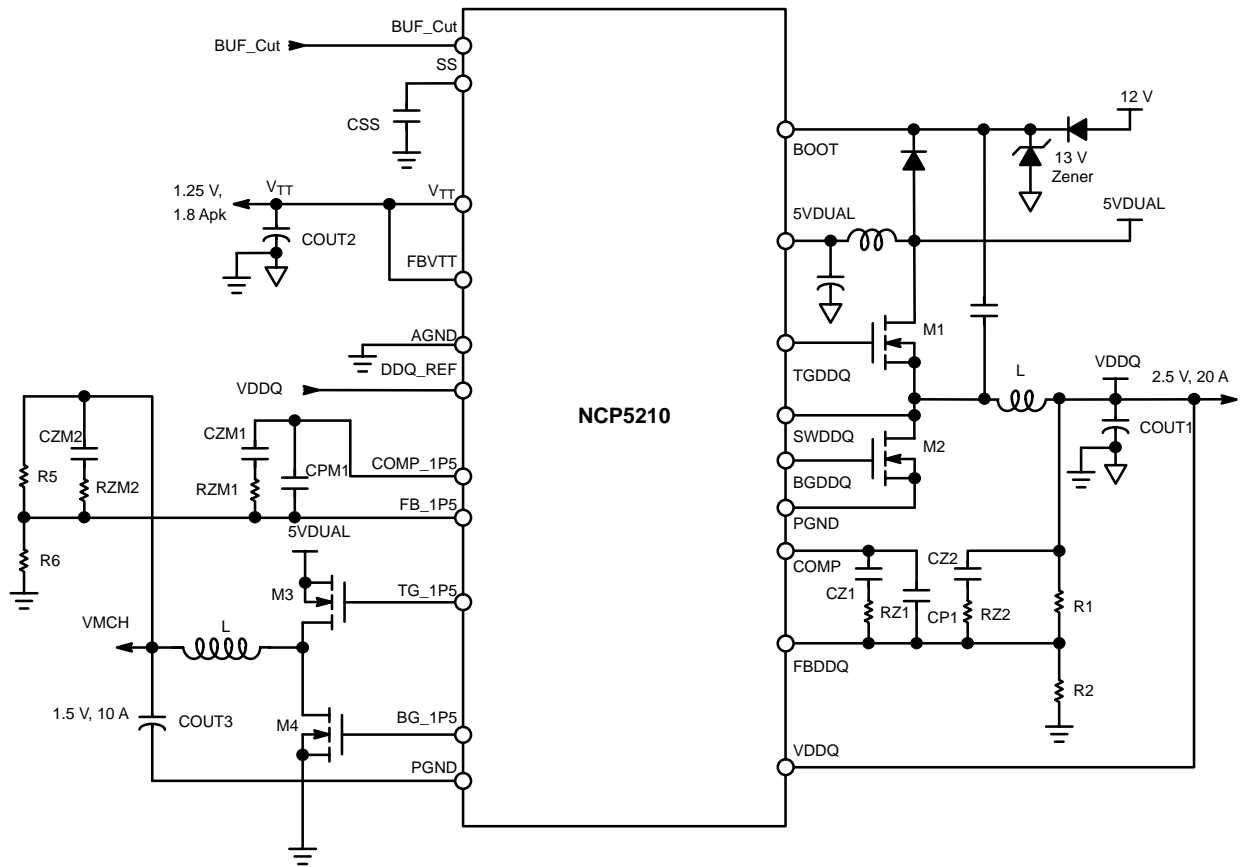 BUF_Cut
BUF_Cut
SS
CSS
1.25 V,
1.8 Apk
VTT
VTT
COUT2
FBVTT
AGND
DDQ_REF
VDDQ
CZM2
CZM1
CPM1
COMP_1P5
R5
RZM2
RZM1
FB_1P5
5VDUAL
R6
M3
TG_1P5
VMCH
L
1.5 V, 10 A
COUT3
M4
BG_1P5
PGND
NCP5210
12 V
BOOT
13 V
Zener
5VDUAL
5VDUAL
M1
TGDDQ
L
VDDQ
2.5 V, 20 A
SWDDQ
COUT1
M2
BGDDQ
PGND
COMP
CZ2
CZ1
RZ1
CP1
RZ2
R1
FBDDQ
R2
VDDQ